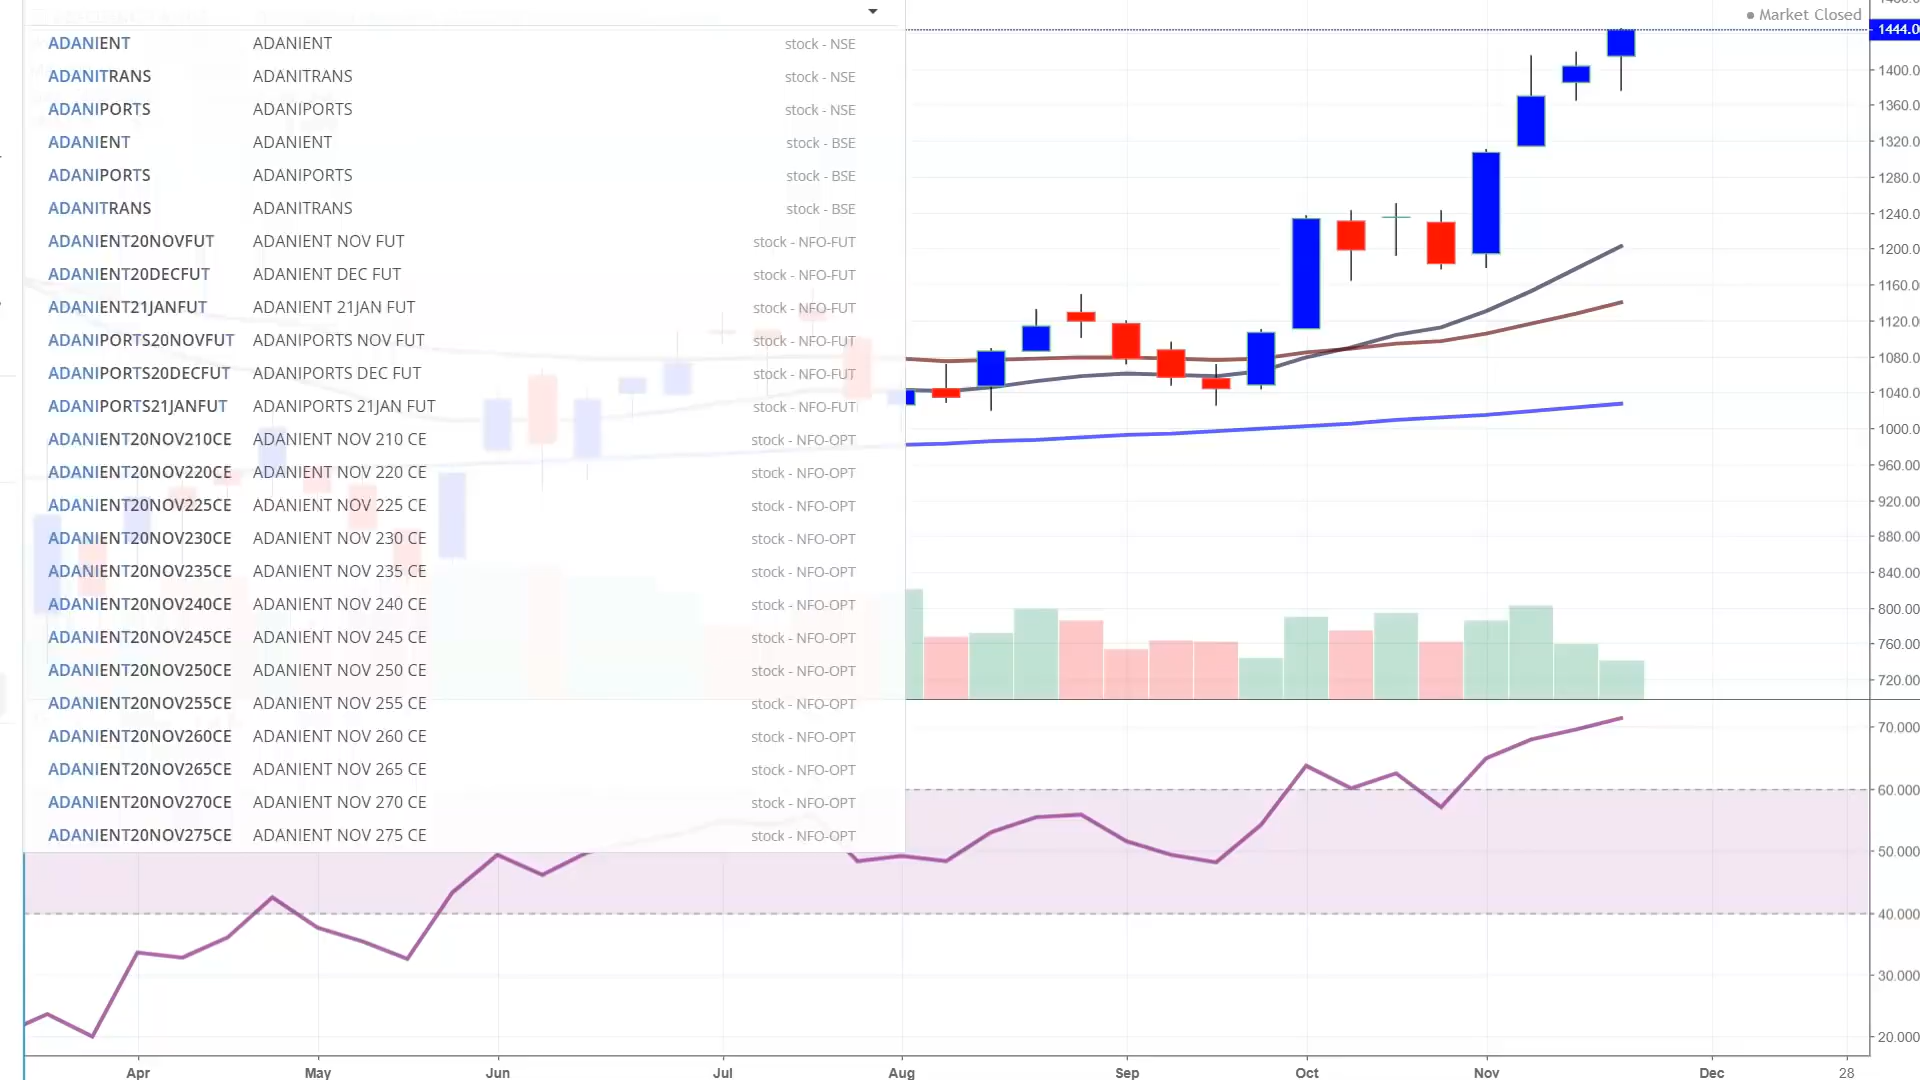 Market Closed
1444.0
ADANIENT ADANIENT stock - NSE
ADANITRANS ADANITRANS stock - NSE
ADANIPORTS ADANIPORTS stock - NSE
ADANIENT ADANIENT stock - BSE
ADANIPORTS ADANIPORTS stock - BSE
ADANITRANS ADANITRANS stock - BSE
ADANIENT20NOVFUT ADANIENT NOV FUT stock - NFO-FUT
ADANIENT20DECFUT ADANIENT DEC FUT stock - NFO-FUT
ADANIENT21JANFUT ADANIENT 21JAN FUT stock - NFO-FUT
ADANIPORTS20NOVFUT ADANIPORTS NOV FUT stock - NFO-FUT
ADANIPORTS20DECFUT ADANIPORTS DEC FUT stock - NFO-FUT
ADANIPORTS21JANFUT ADANIPORTS 21JAN FUT stock - NFO-FUT
ADANIENT20NOV210CE ADANIENT NOV 210 CE stock - NFO-OPT
ADANIENT20NOV220CE ADANIENT NOV 220 CE stock - NFO-OPT
ADANIENT20NOV225CE ADANIENT NOV 225 CE stock - NFO-OPT
ADANIENT20NOV230CE ADANIENT NOV 230 CE stock - NFO-OPT
ADANIENT20NOV235CE ADANIENT NOV 235 CE stock - NFO-OPT
ADANIENT20NOV240CE ADANIENT NOV 240 CE stock - NFO-OPT
ADANIENT20NOV245CE ADANIENT NOV 245 CE stock - NFO-OPT
ADANIENT20NOV250CE ADANIENT NOV 250 CE stock - NFO-OPT
ADANIENT20NOV255CE ADANIENT NOV 255 CE stock - NFO-OPT
ADANIENT20NOV260CE ADANIENT NOV 260 CE stock - NFO-OPT
ADANIENT20NOV265CE ADANIENT NOV 265 CE stock - NFO-OPT
ADANIENT20NOV270CE ADANIENT NOV 270 CE stock - NFO-OPT
ADANIENT20NOV275CE ADANIENT NOV 275 CE stock - NFO-OPT
1400.0
1360.0
1320.0
1280.0
1240.0
1200.0
1160.0
1120.0
1080.0
1040.0
1000.0
960.00
920.00
880.00
840.00
800.00
760.00
720.00
70.000
60.000
50.000
40.000
30.000
20.000
Apr May Jun Jul Aug Sep Oct Nov Dec 28